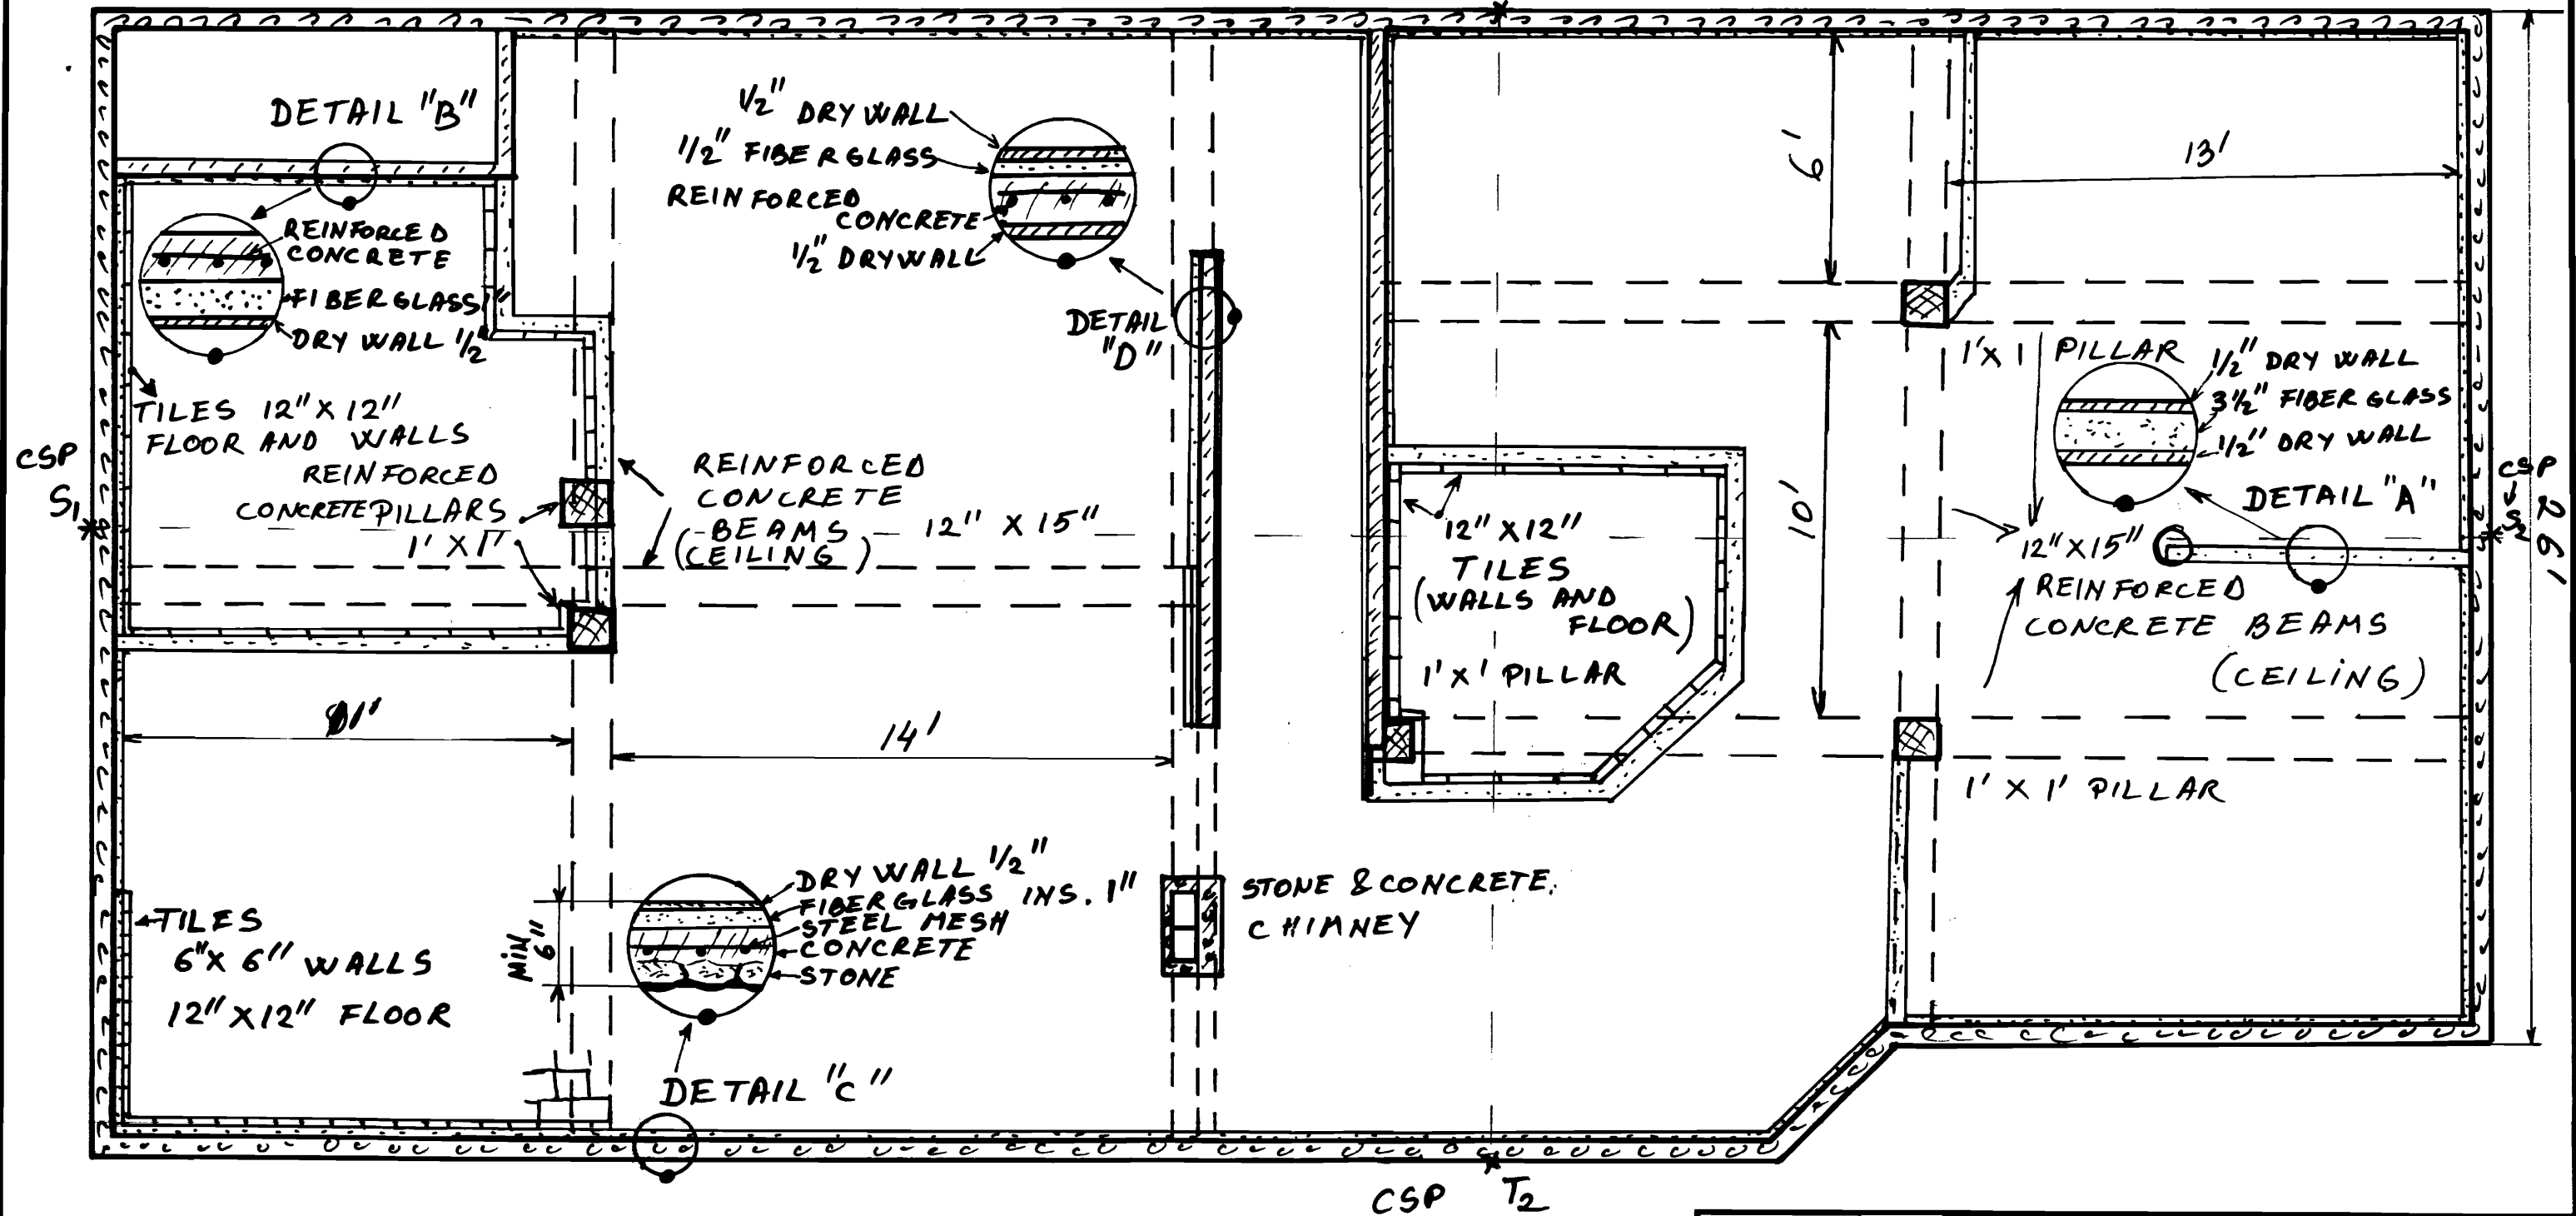 DETAIL "B"
REINFORCED
CONCRETE
FIBERGLASS
DRY WALL 1/2"
TILES 12" X 12"
FLOOR AND WALLS
REINFORCED
CONCRETE PILLARS
1' X 1'
CSP
S1
1/2" DRY WALL
1/2" FIBERGLASS
REINFORCED
CONCRETE
1/2" DRYWALL
DETAIL
"D"
REINFORCED
CONCRETE
BEAMS 12" X 15"
(CEILING)
6'
13'
10'
1' X 1' PILLAR
1/2" DRY WALL
3 1/2" FIBER GLASS
1/2" DRY WALL
DETAIL "A"
12" X 15"
REINFORCED
CONCRETE BEAMS
(CEILING)
CSP
S2
26'
12" X 12"
TILES
(WALLS AND
FLOOR)
1' X 1' PILLAR
1' X 1' PILLAR
14'
DRY WALL 1/2"
FIBERGLASS INS. 1"
STEEL MESH
CONCRETE
STONE
MIN
6"
DETAIL "C"
STONE & CONCRETE
CHIMNEY
TILES
6" X 6" WALLS
12" X 12" FLOOR
CSP T2